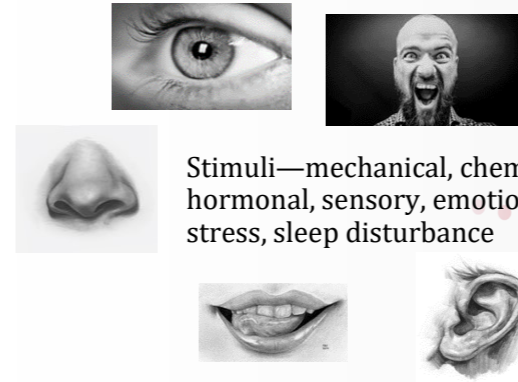 Stimuli—mechanical, chem
hormonal, sensory, emotio
stress, sleep disturbance